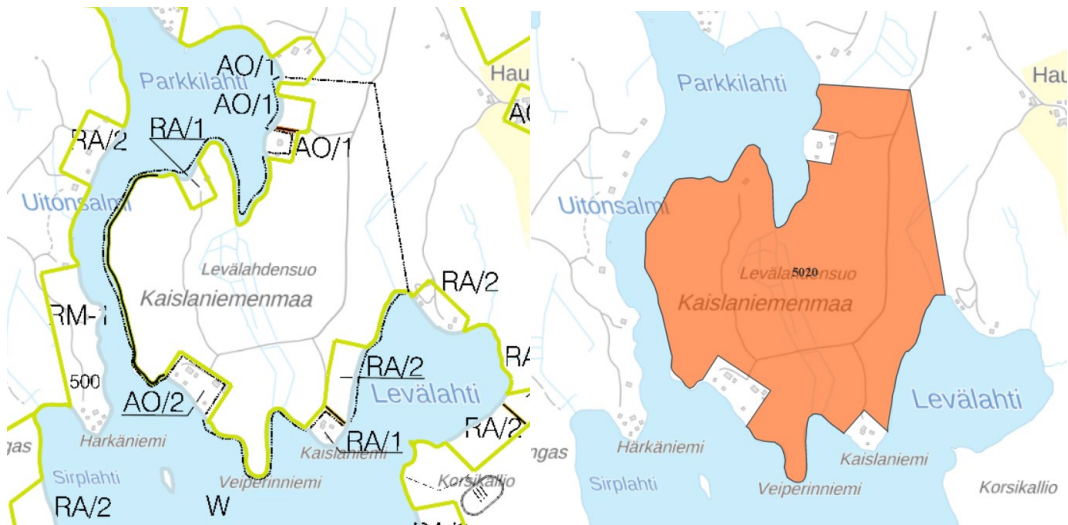 AO/1
Parkkilahti
AO/1
Hau
RA/1
RA/2
AO/1
Uitonsalmi
Levälahdensuo
Kaislaniemenmaa
RA/2
RM-1
RA/2
500
AO/2
Levälahti
RA/2
Härkäniemi
Kaislaniemi
RA/1
Sirplahti
Veiperinniemi
Korsikallio
RA/2
W
Parkkilahti
Hau
Uitonsalmi
Levälahdensuo
5020
Kaislaniemenmaa
Levälahti
Härkäniemi
Kaislaniemi
ngas
Sirplahti
Veiperinniemi
Korsikallio